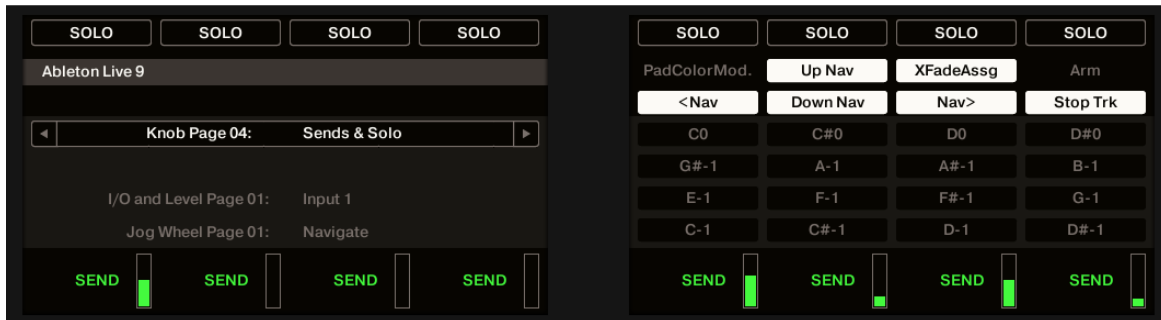 SOLO SOLO SOLO SOLO
Ableton Live 9
Knob Page 04: Sends & Solo
I/O and Level Page 01: Input 1
Jog Wheel Page 01: Navigate
SEND SEND SEND SEND
SOLO SOLO SOLO SOLO
PadColorMod. Up Nav XFadeAssg Arm
<Nav Down Nav Nav> Stop Trk
C0 C#0 D0 D#0
G#-1 A-1 A#-1 B-1
E-1 F-1 F#-1 G-1
C-1 C#-1 D-1 D#-1
SEND SEND SEND SEND